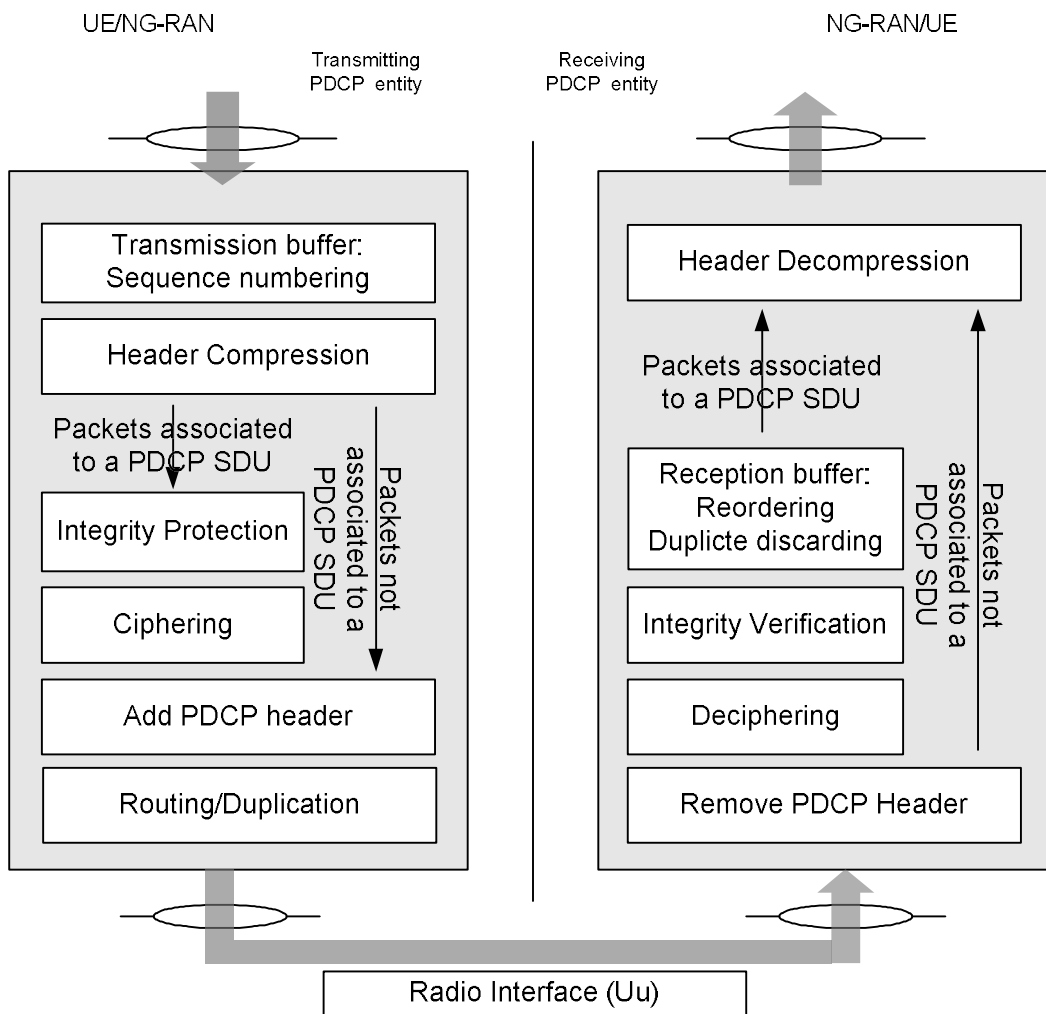 UE/NG-RAN
NG-RAN/UE
Transmitting
PDCP entity
Receiving
PDCP entity
Transmission buffer:
Sequence numbering
Header Compression
Packets associated
to a PDCP SDU
Packets not
associated to a
PDCP SDU
Integrity Protection
Ciphering
Add PDCP header
Routing/Duplication
Header Decompression
Packets associated
to a PDCP SDU
Reception buffer:
Reordering
Duplicte discarding
Packets not
associated to a
PDCP SDU
Integrity Verification
Deciphering
Remove PDCP Header
Radio Interface (Uu)